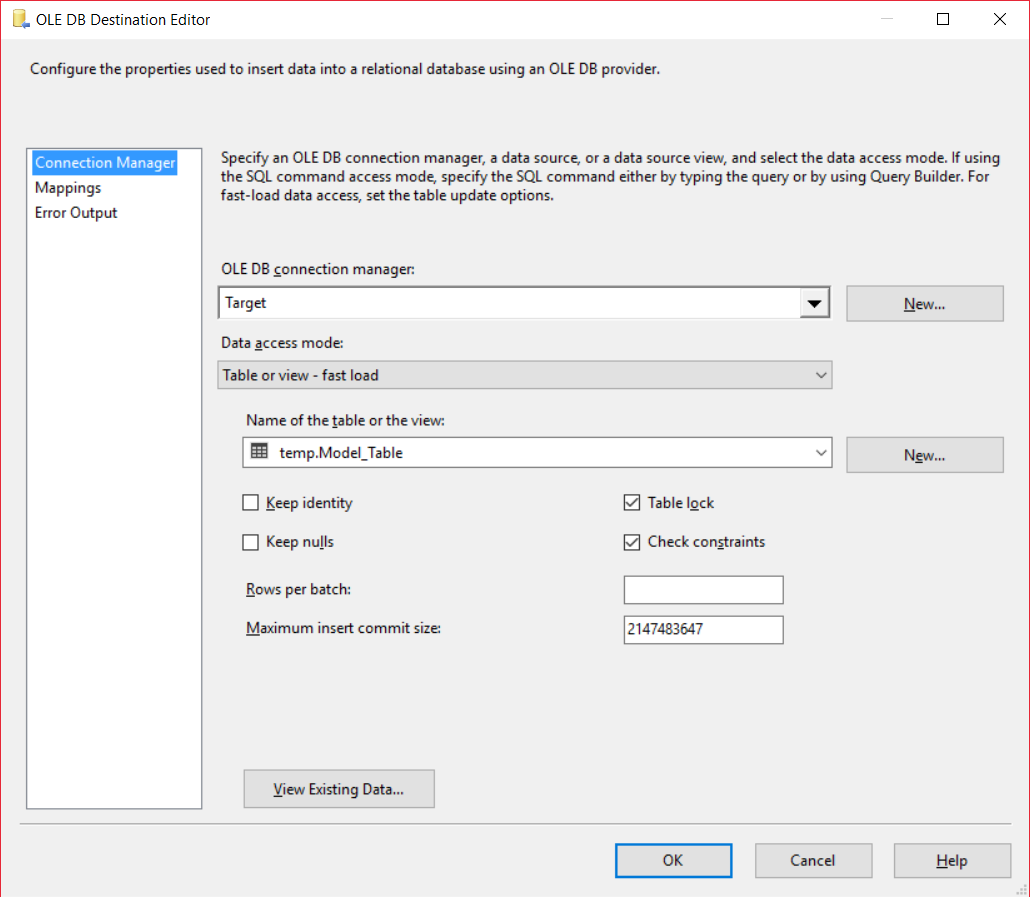 OLE DB Destination Editor
Configure the properties used to insert data into a relational database using an OLE DB provider.
Connection Manager
Mappings
Error Output
Specify an OLE DB connection manager, a data source, or a data source view, and select the data access mode. If using
the SQL command access mode, specify the SQL command either by typing the query or by using Query Builder. For
fast-load data access, set the table update options.
OLE DB connection manager:
Target
New...
Data access mode:
Table or view - fast load
Name of the table or the view:
temp.Model_Table
New...
Keep identity
Table lock
Keep nulls
Check constraints
Rows per batch:
Maximum insert commit size:
2147483647
View Existing Data...
OK
Cancel
Help